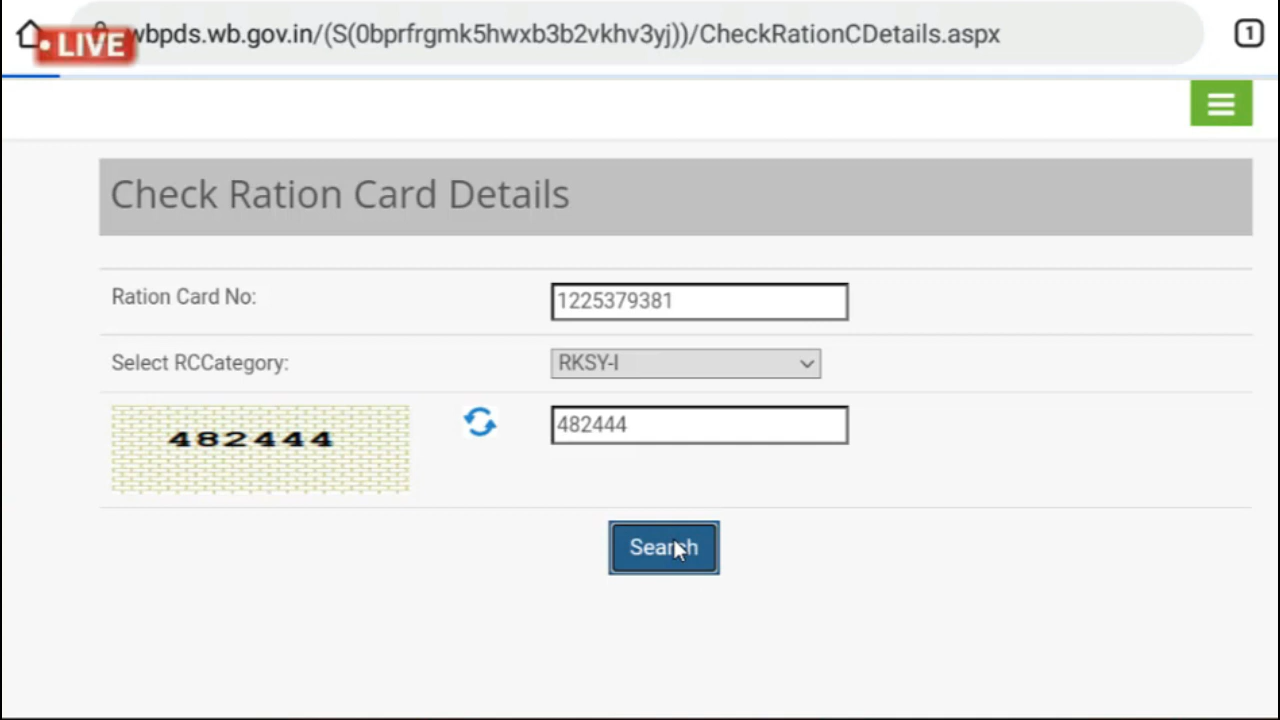 • LIVE
wbpds.wb.gov.in/(S(0bprfrgmk5hwxb3b2vkhv3yj))/CheckRationCDetails.aspx
1
Check Ration Card Details
Ration Card No:
1225379381
Select RCCategory:
RKSY-I
482444
482444
Search